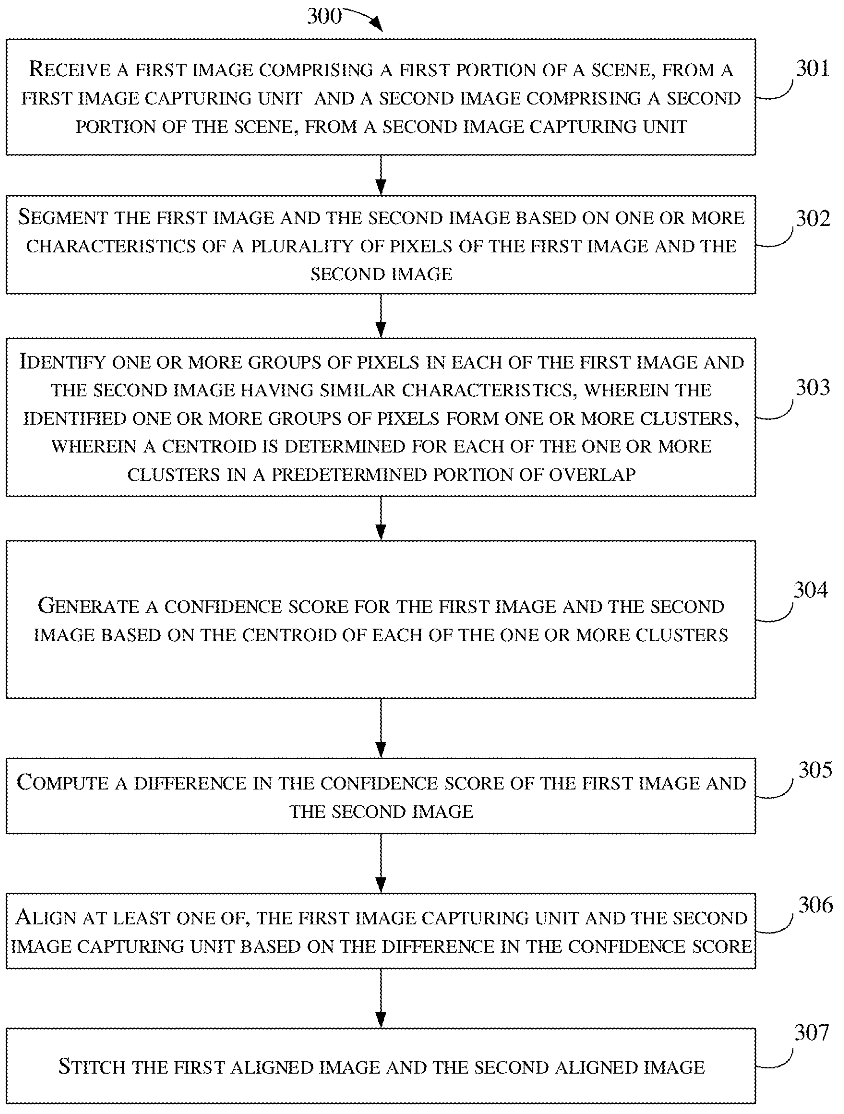 300
RECEIVE A FIRST IMAGE COMPRISING A FIRST PORTION OF A SCENE, FROM A
FIRST IMAGE CAPTURING UNIT AND A SECOND IMAGE COMPRISING A SECOND
PORTION OF THE SCENE, FROM A SECOND IMAGE CAPTURING UNIT
301
SEGMENT THE FIRST IMAGE AND THE SECOND IMAGE BASED ON ONE OR MORE
CHARACTERISTICS OF A PLURALITY OF PIXELS OF THE FIRST IMAGE AND THE
SECOND IMAGE
302
IDENTIFY ONE OR MORE GROUPS OF PIXELS IN EACH OF THE FIRST IMAGE AND
THE SECOND IMAGE HAVING SIMILAR CHARACTERISTICS, WHEREIN THE
IDENTIFIED ONE OR MORE GROUPS OF PIXELS FORM ONE OR MORE CLUSTERS,
WHEREIN A CENTROID IS DETERMINED FOR EACH OF THE ONE OR MORE
CLUSTERS IN A PREDETERMINED PORTION OF OVERLAP
303
GENERATE A CONFIDENCE SCORE FOR THE FIRST IMAGE AND THE SECOND
IMAGE BASED ON THE CENTROID OF EACH OF THE ONE OR MORE CLUSTERS
304
COMPUTE A DIFFERENCE IN THE CONFIDENCE SCORE OF THE FIRST IMAGE AND
THE SECOND IMAGE
305
ALIGN AT LEAST ONE OF, THE FIRST IMAGE CAPTURING UNIT AND THE SECOND
IMAGE CAPTURING UNIT BASED ON THE DIFFERENCE IN THE CONFIDENCE SCORE
306
STITCH THE FIRST ALIGNED IMAGE AND THE SECOND ALIGNED IMAGE
307